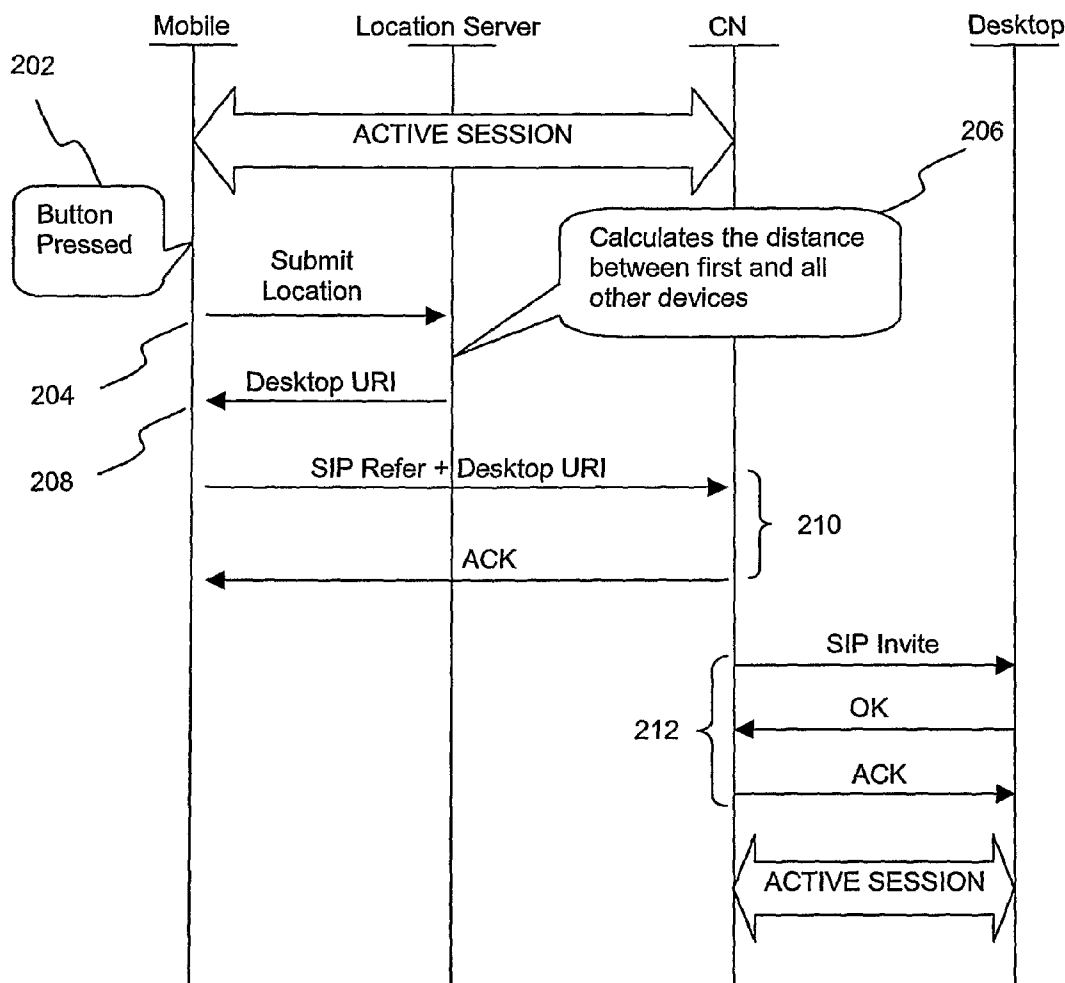 Mobile
Location Server
CN
Desktop
202
ACTIVE SESSION
206
Button
Pressed
Calculates the distance
between first and all
other devices
Submit
Location
204
Desktop URI
208
SIP Refer + Desktop URI
210
ACK
SIP Invite
212
OK
ACK
ACTIVE SESSION